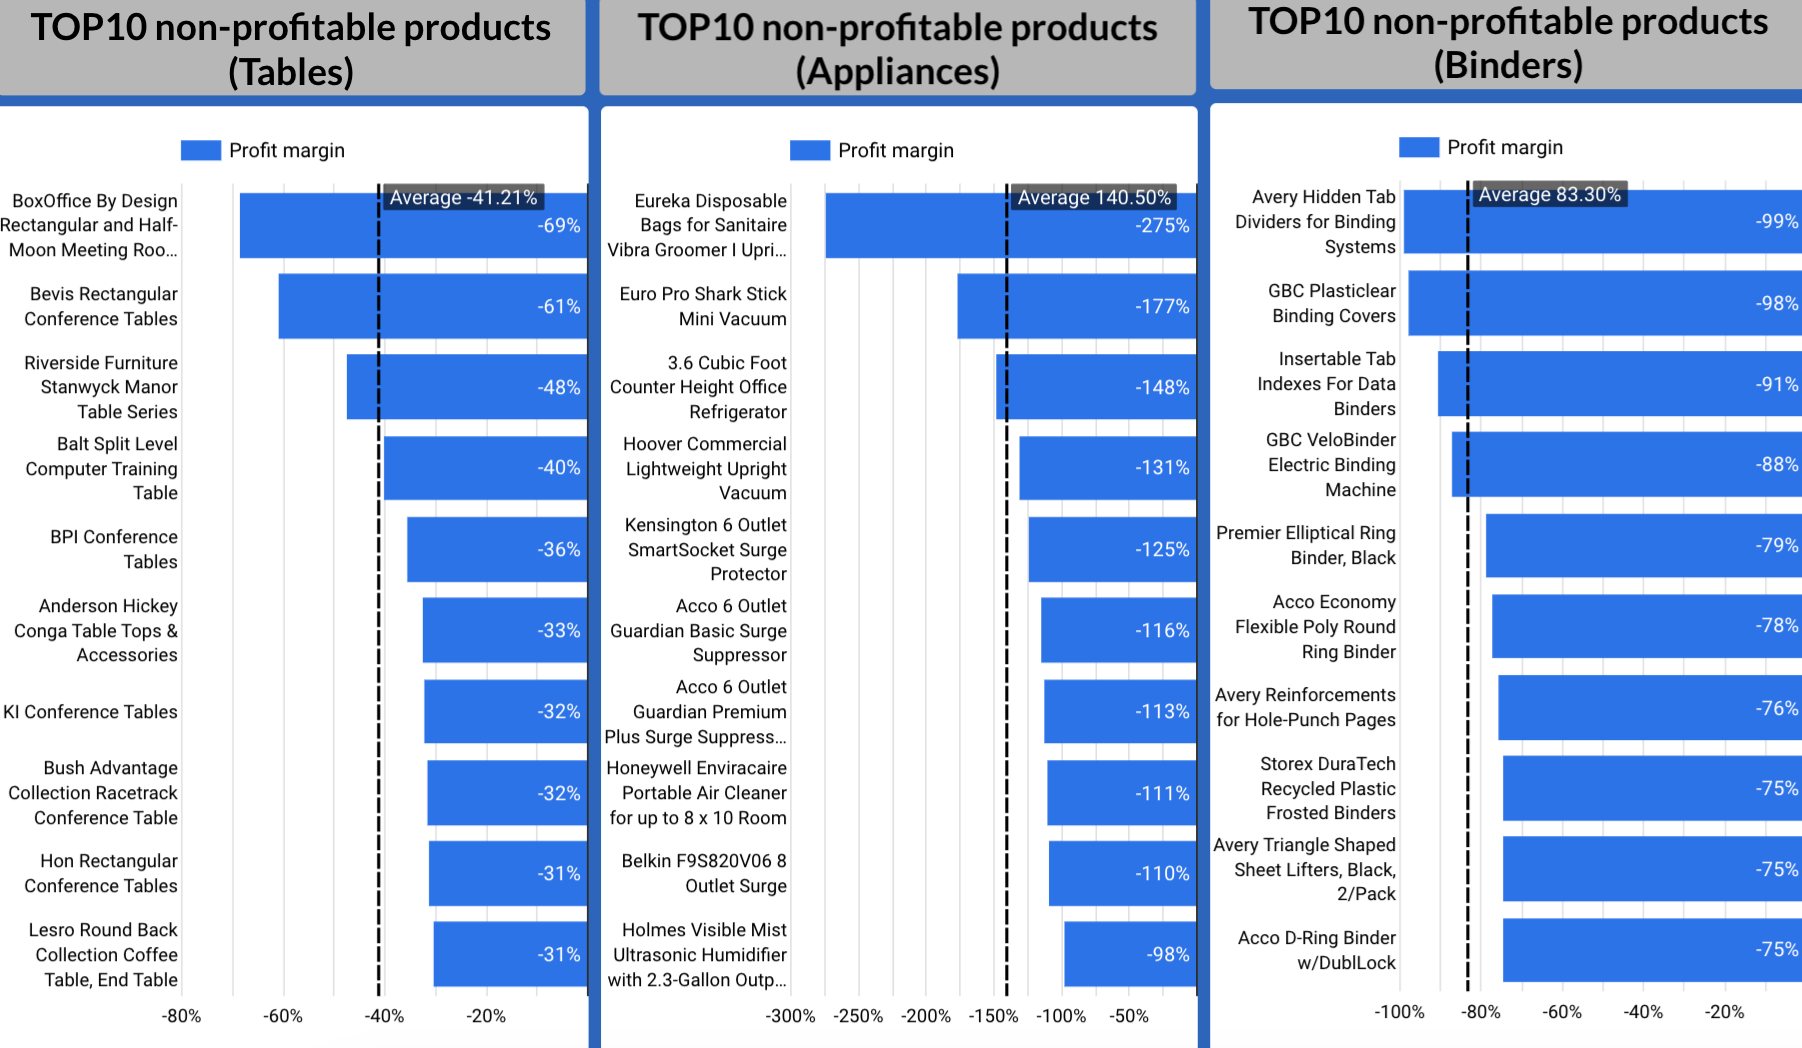 TOP10 non-profitable products
(Tables)
Profit margin
Average -41.21%
BoxOffice By Design
Rectangular and Half-
Moon Meeting Roo...
-69%
Bevis Rectangular
Conference Tables
-61%
Riverside Furniture
Stanwyck Manor
Table Series
-48%
Balt Split Level
Computer Training
Table
-40%
BPI Conference
Tables
-36%
Anderson Hickey
Conga Table Tops &
Accessories
-33%
KI Conference Tables
-32%
Bush Advantage
Collection Racetrack
Conference Table
-32%
Hon Rectangular
Conference Tables
-31%
Lesro Round Back
Collection Coffee
Table, End Table
-31%
-80% -60% -40% -20%
TOP10 non-profitable products
(Appliances)
Profit margin
Average 140.50%
Eureka Disposable
Bags for Sanitaire
Vibra Groomer I Upri...
-275%
Euro Pro Shark Stick
Mini Vacuum
-177%
3.6 Cubic Foot
Counter Height Office
Refrigerator
-148%
Hoover Commercial
Lightweight Upright
Vacuum
-131%
Kensington 6 Outlet
SmartSocket Surge
Protector
-125%
Acco 6 Outlet
Guardian Basic Surge
Suppressor
-116%
Acco 6 Outlet
Guardian Premium
Plus Surge Suppress...
-113%
Honeywell Enviracaire
Portable Air Cleaner
for up to 8 x 10 Room
-111%
Belkin F9S820V06 8
Outlet Surge
-110%
Holmes Visible Mist
Ultrasonic Humidifier
with 2.3-Gallon Outp...
-98%
-300% -250% -200% -150% -100% -50%
TOP10 non-profitable products
(Binders)
Profit margin
Average 83.30%
Avery Hidden Tab
Dividers for Binding
Systems
-99%
GBC Plasticlear
Binding Covers
-98%
Insertable Tab
Indexes For Data
Binders
-91%
GBC VeloBinder
Electric Binding
Machine
-88%
Premier Elliptical Ring
Binder, Black
-79%
Acco Economy
Flexible Poly Round
Ring Binder
-78%
Avery Reinforcements
for Hole-Punch Pages
-76%
Storex DuraTech
Recycled Plastic
Frosted Binders
-75%
Avery Triangle Shaped
Sheet Lifters, Black,
2/Pack
-75%
Acco D-Ring Binder
w/DublLock
-75%
-100% -80% -60% -40% -20%